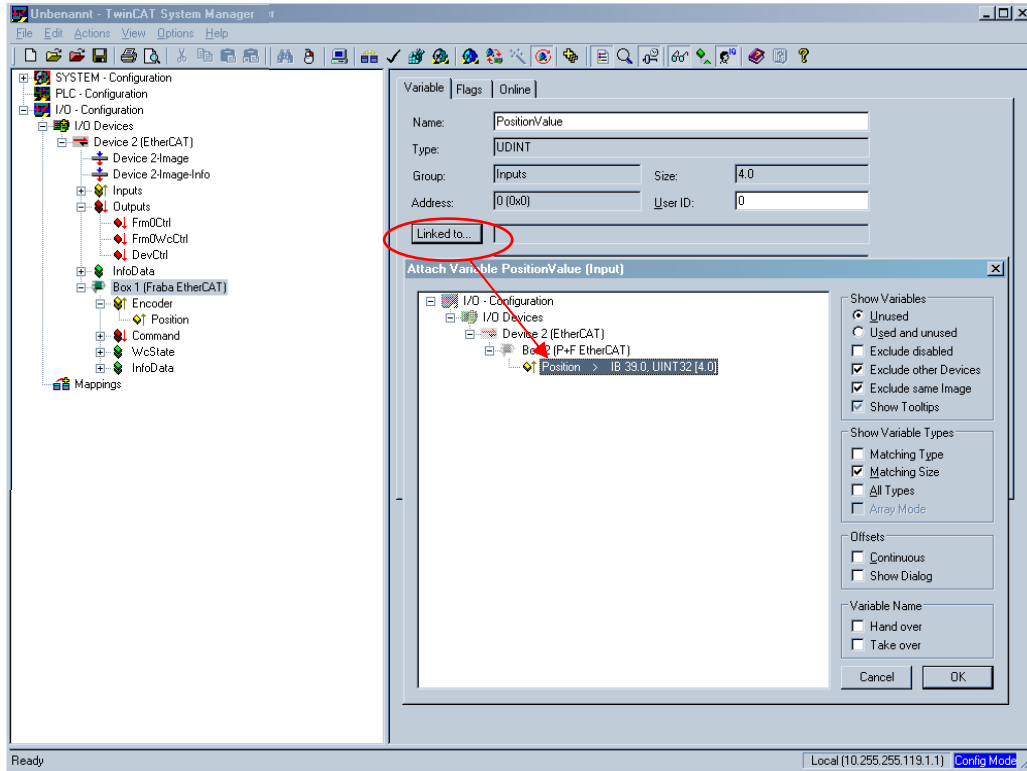 Unbenannt - TwinCAT System Manager
File Edit Actions View Options Help
SYSTEM - Configuration
PLC - Configuration
I/O - Configuration
I/O Devices
Device 2 (EtherCAT)
Device 2-Image
Device 2-Image-Info
Inputs
Outputs
Frm0Ctrl
Frm0WcCtrl
DevCtrl
InfoData
Box 1 (Fraba EtherCAT)
Encoder
Position
Command
WcState
InfoData
Mappings
Variable Flags Online
Name: PositionValue
Type: UDINT
Group: Inputs Size: 4.0
Address: 0 (0x0) User ID: 0
Linked to...
Attach Variable PositionValue (Input)
I/O - Configuration
I/O Devices
Device 2 (EtherCAT)
Box 2 (P+F EtherCAT)
Position > IB 39.0, UINT32 [4.0]
Show Variables
Unused
Used and unused
Exclude disabled
Exclude other Devices
Exclude same Image
Show Tooltips
Show Variable Types
Matching Type
Matching Size
All Types
Array Mode
Offsets
Continuous
Show Dialog
Variable Name
Hand over
Take over
Cancel OK
Ready Local (10.255.255.119.1.1) Config Mode